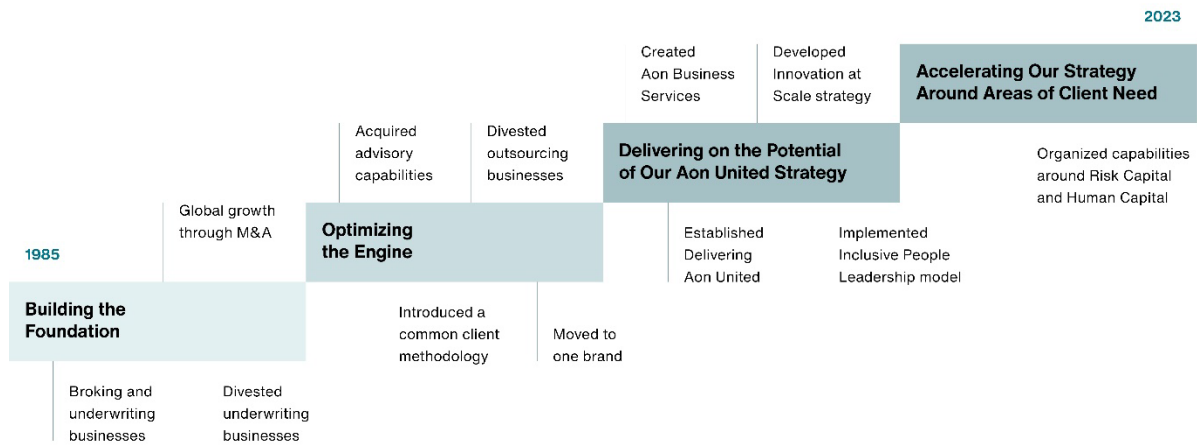 2023
Created
Aon Business
Services
Developed
Innovation at
Scale strategy
Accelerating Our Strategy
Around Areas of Client Need
Acquired
advisory
capabilities
Divested
outsourcing
businesses
Delivering on the Potential
of Our Aon United Strategy
Organized capabilities
around Risk Capital
and Human Capital
Global growth
through M&A
1985
Optimizing
the Engine
Established
Delivering
Aon United
Implemented
Inclusive People
Leadership model
Building the
Foundation
Introduced a
common client
methodology
Moved to
one brand
Broking and
underwriting
businesses
Divested
underwriting
businesses